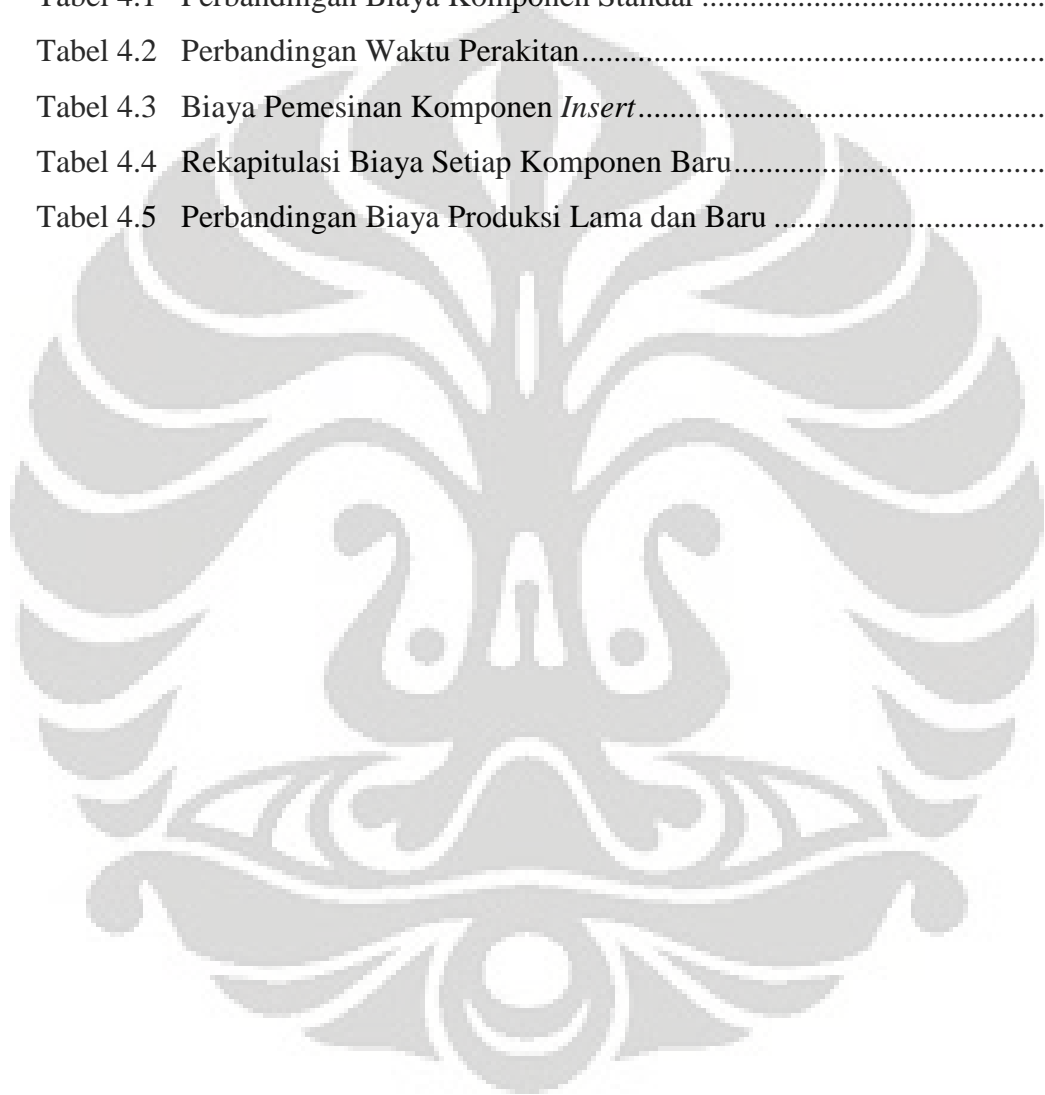 Tabel 4.1 Perbandingan Biaya Komponen Standar ........................................
Tabel 4.2 Perbandingan Waktu Perakitan.......................................................
Tabel 4.3 Biaya Pemesinan Komponen Insert................................................
Tabel 4.4 Rekapitulasi Biaya Setiap Komponen Baru.....................................
Tabel 4.5 Perbandingan Biaya Produksi Lama dan Baru ................................